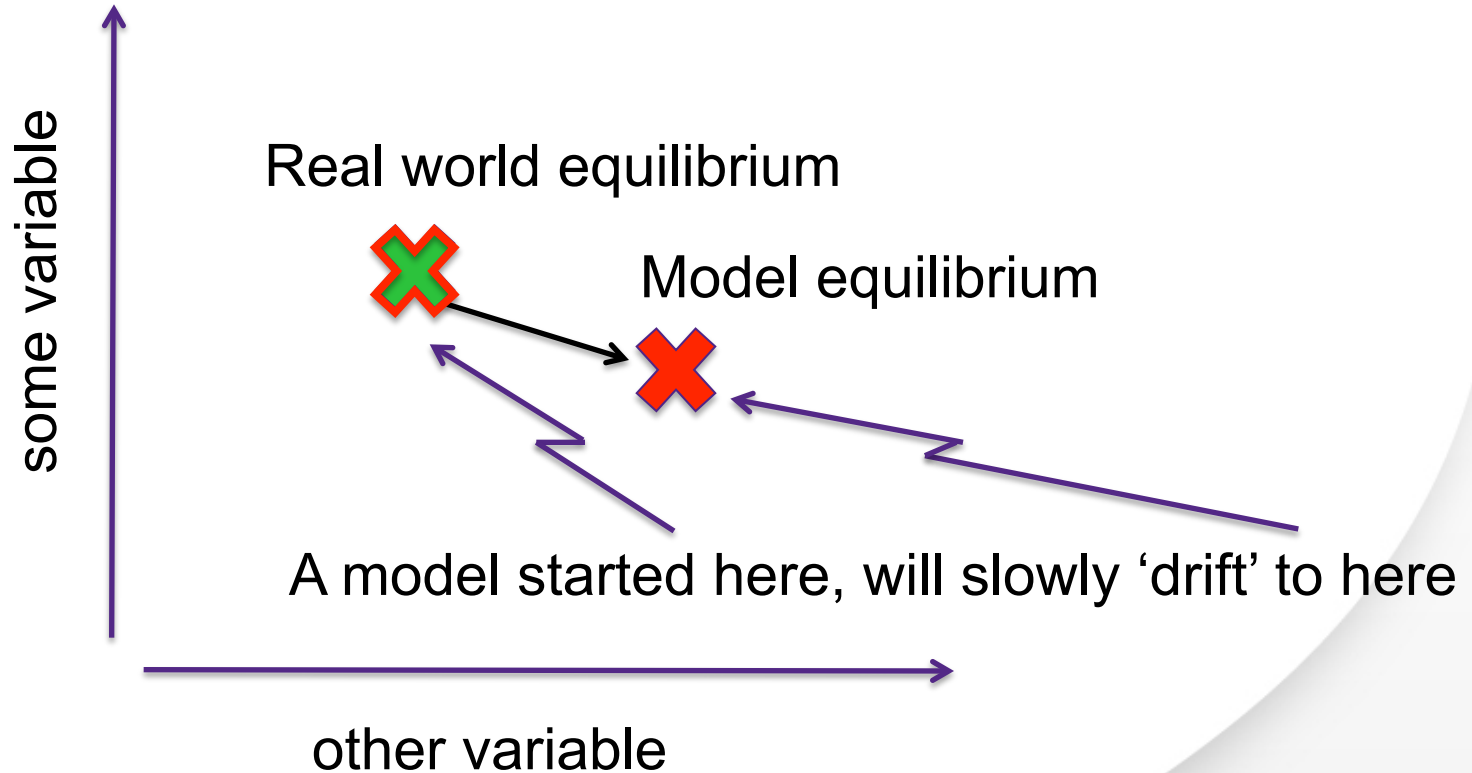 some variable
Real world equilibrium
Model equilibrium
A model started here, will slowly ‘drift’ to here
other variable